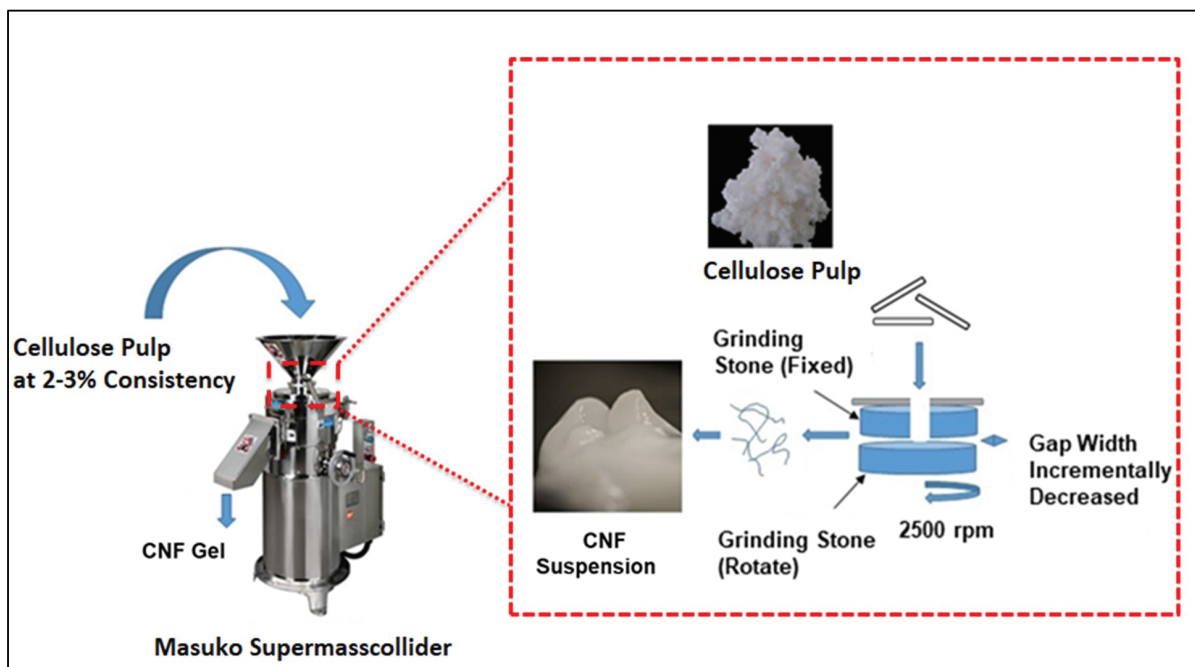 Cellulose Pulp
at 2-3% Consistency
CNF Gel
Masuko Supermasscollider
Cellulose Pulp
Grinding
Stone (Fixed)
Gap Width
Incrementally
Decreased
2500 rpm
Grinding Stone
(Rotate)
CNF
Suspension